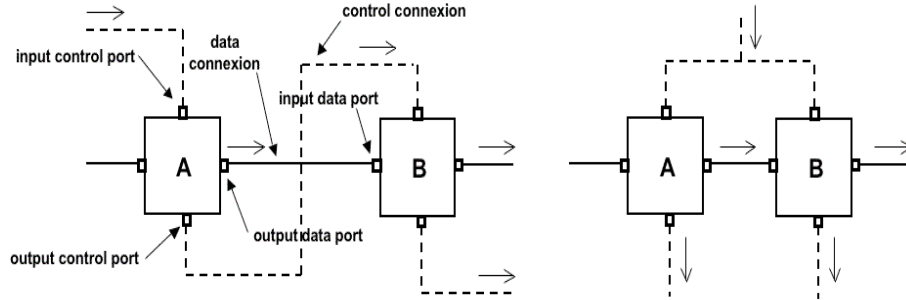 control connexion
data
connexion
input control port
input data port
A
B
A
B
output data port
output control port